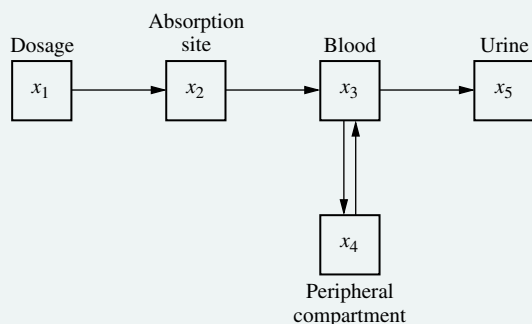 Dosage
Absorption
site
Blood
Urine
x1
x2
x3
x5
x4
Peripheral
compartment